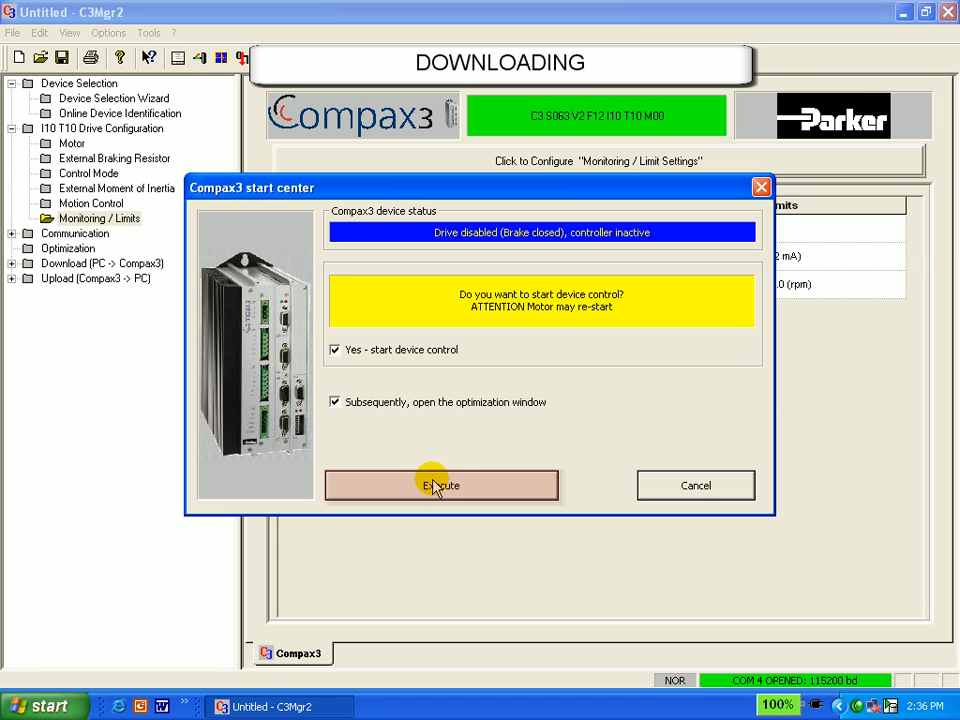 Untitled - C3Mgr2
File Edit View Options Tools ?
DOWNLOADING
Device Selection
Device Selection Wizard
Online Device Identification
I10 T10 Drive Configuration
Motor
External Braking Resistor
Control Mode
External Moment of Inertia
Motion Control
Monitoring / Limits
Communication
Optimization
Download (PC -> Compax3)
Upload (Compax3 -> PC)
Compax3
C3 S063 V2 F12 I10 T10 M00
Parker
Click to Configure "Monitoring / Limit Settings"
mits
2 mA)
.0 (rpm)
Compax3 start center
Compax3 device status
Drive disabled (Brake closed), controller inactive
Do you want to start device control?
ATTENTION Motor may re-start
Yes - start device control
Subsequently, open the optimization window
Execute
Cancel
Compax3
NOR
COM 4 OPENED: 115200 bd
start
Untitled - C3Mgr2
100%
2:36 PM